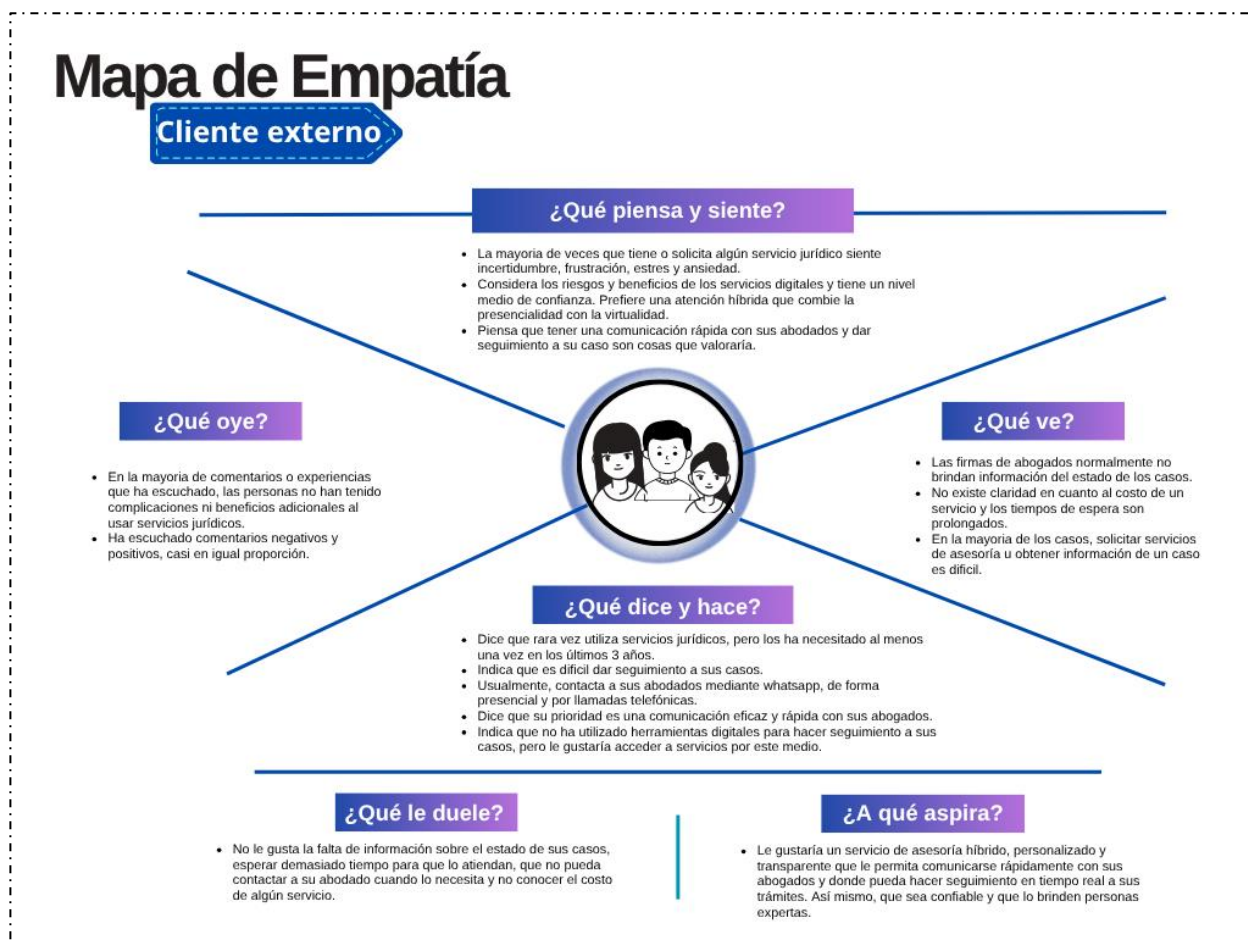 Mapa de Empatía
Cliente externo
¿Qué piensa y siente?
• La mayoria de veces que tiene o solicita algún servicio jurídico siente
incertidumbre, frustración, estres y ansiedad.
• Considera los riesgos y beneficios de los servicios digitales y tiene un nivel
medio de confianza. Prefiere una atención híbrida que combie la
presencialidad con la virtualidad.
• Piensa que tener una comunicación rápida con sus abodados y dar
seguimiento a su caso son cosas que valoraría.
¿Qué oye?
• En la mayoria de comentarios o experiencias
que ha escuchado, las personas no han tenido
complicaciones ni beneficios adicionales al
usar servicios jurídicos.
• Ha escuchado comentarios negativos y
positivos, casi en igual proporción.
¿Qué ve?
• Las firmas de abogados normalmente no
brindan información del estado de los casos.
• No existe claridad en cuanto al costo de un
servicio y los tiempos de espera son
prolongados.
• En la mayoria de los casos, solicitar servicios
de asesoría u obtener información de un caso
es dificil.
¿Qué dice y hace?
• Dice que rara vez utiliza servicios jurídicos, pero los ha necesitado al menos
una vez en los últimos 3 años.
• Indica que es dificil dar seguimiento a sus casos.
• Usualmente, contacta a sus abodados mediante whatsapp, de forma
presencial y por llamadas telefónicas.
• Dice que su prioridad es una comunicación eficaz y rápida con sus abogados.
• Indica que no ha utilizado herramientas digitales para hacer seguimiento a sus
casos, pero le gustaría acceder a servicios por este medio.
¿Qué le duele?
• No le gusta la falta de información sobre el estado de sus casos,
esperar demasiado tiempo para que lo atiendan, que no pueda
contactar a su abodado cuando lo necesita y no conocer el costo
de algún servicio.
¿A qué aspira?
• Le gustaría un servicio de asesoría híbrido, personalizado y
transparente que le permita comunicarse rápidamente con sus
abogados y donde pueda hacer seguimiento en tiempo real a sus
trámites. Así mismo, que sea confiable y que lo brinden personas
expertas.